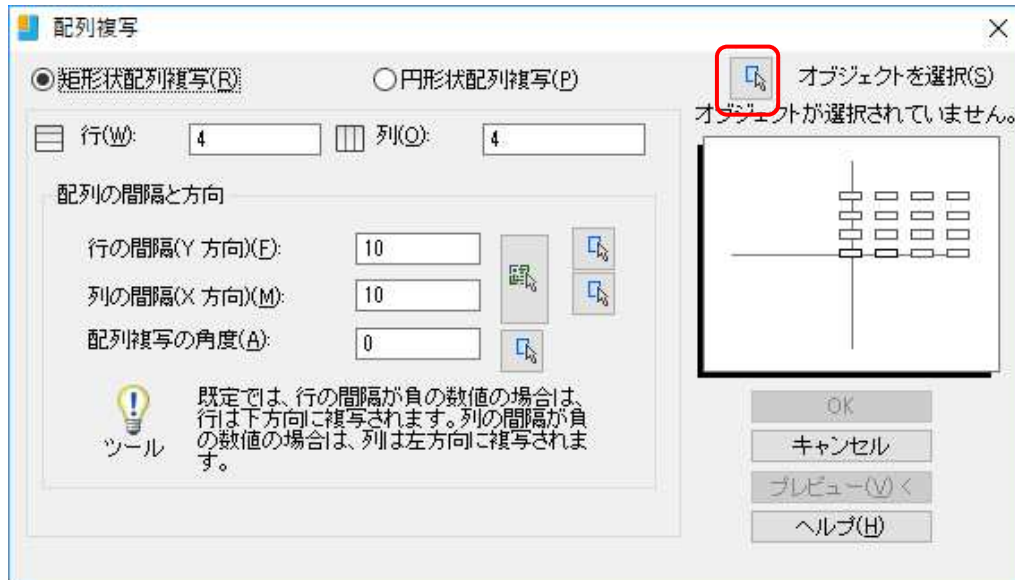 配列複写
矩形状配列複写(R)
円形状配列複写(P)
オブジェクトを選択(S)
オブジェクトが選択されていません。
行(W):
4
列(O):
4
配列の間隔と方向
行の間隔(Y 方向)(F):
10
列の間隔(X 方向)(M):
10
配列複写の角度(A):
0
ツール
既定では、行の間隔が負の数値の場合は、
行は下方向に複写されます。列の間隔が負
の数値の場合は、列は左方向に複写されま
す。
OK
キャンセル
プレビュー(V) <
ヘルプ(H)